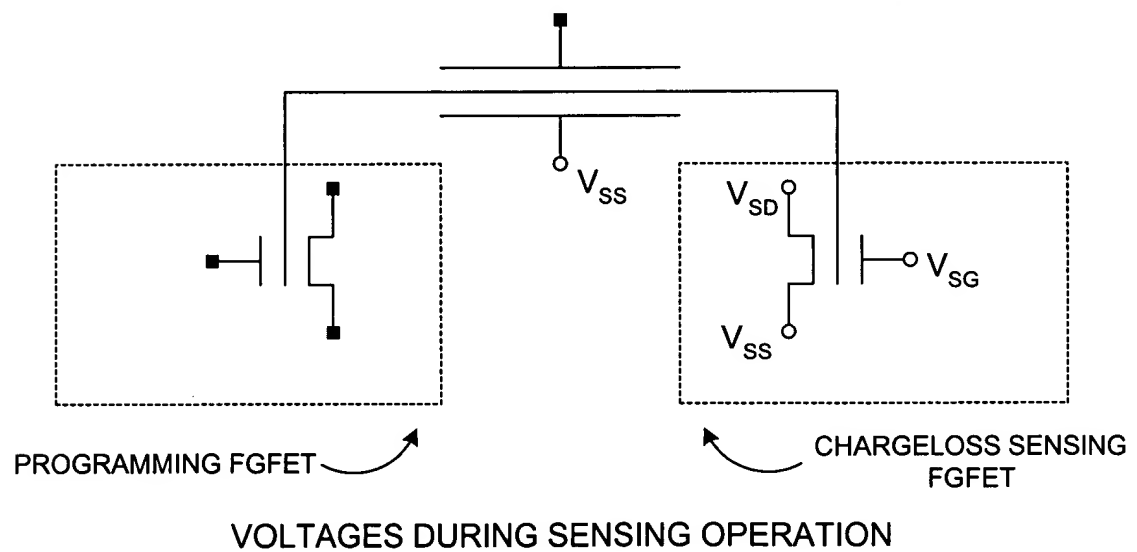 V_SS
V_SD
V_SG
V_SS
PROGRAMMING FGFET
CHARGELOSS SENSING
FGFET
VOLTAGES DURING SENSING OPERATION